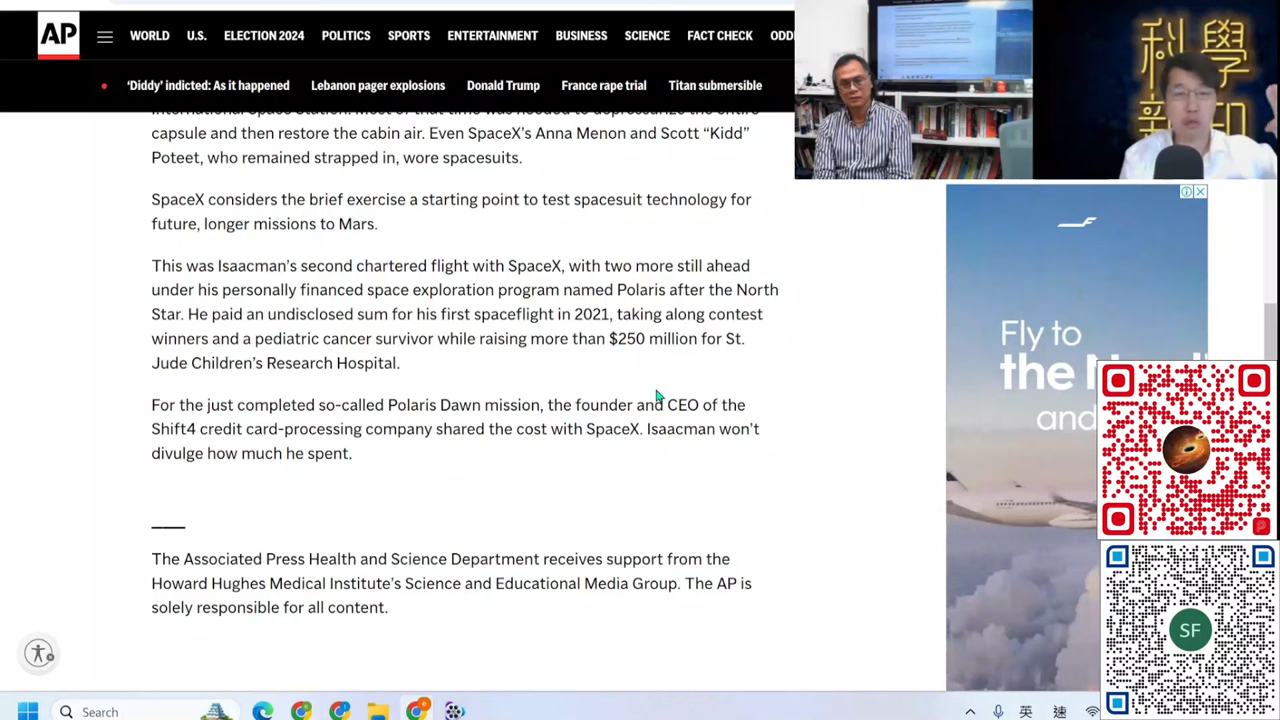 AP
WORLD U.S. ELECTION 2024 POLITICS SPORTS ENTERTAINMENT BUSINESS SCIENCE FACT CHECK ODD
‘Diddy’ Lebanon pager explosions Donald Trump France rape trial Titan submersible
capsule and then restore the cabin air. Even SpaceX’s Anna Menon and Scott “Kidd”
Poteet, who remained strapped in, wore spacesuits.
SpaceX considers the brief exercise a starting point to test spacesuit technology for
future, longer missions to Mars.
This was Isaacman’s second chartered flight with SpaceX, with two more still ahead
under his personally financed space exploration program named Polaris after the North
Star. He paid an undisclosed sum for his first spaceflight in 2021, taking along contest
winners and a pediatric cancer survivor while raising more than $250 million for St.
Jude Children’s Research Hospital.
For the just completed so-called Polaris Dawn mission, the founder and CEO of the
Shift4 credit card-processing company shared the cost with SpaceX. Isaacman won’t
divulge how much he spent.
The Associated Press Health and Science Department receives support from the
Howard Hughes Medical Institute’s Science and Educational Media Group. The AP is
solely responsible for all content.
科學
新知
Fly to
the
and
SF
Search
英
速